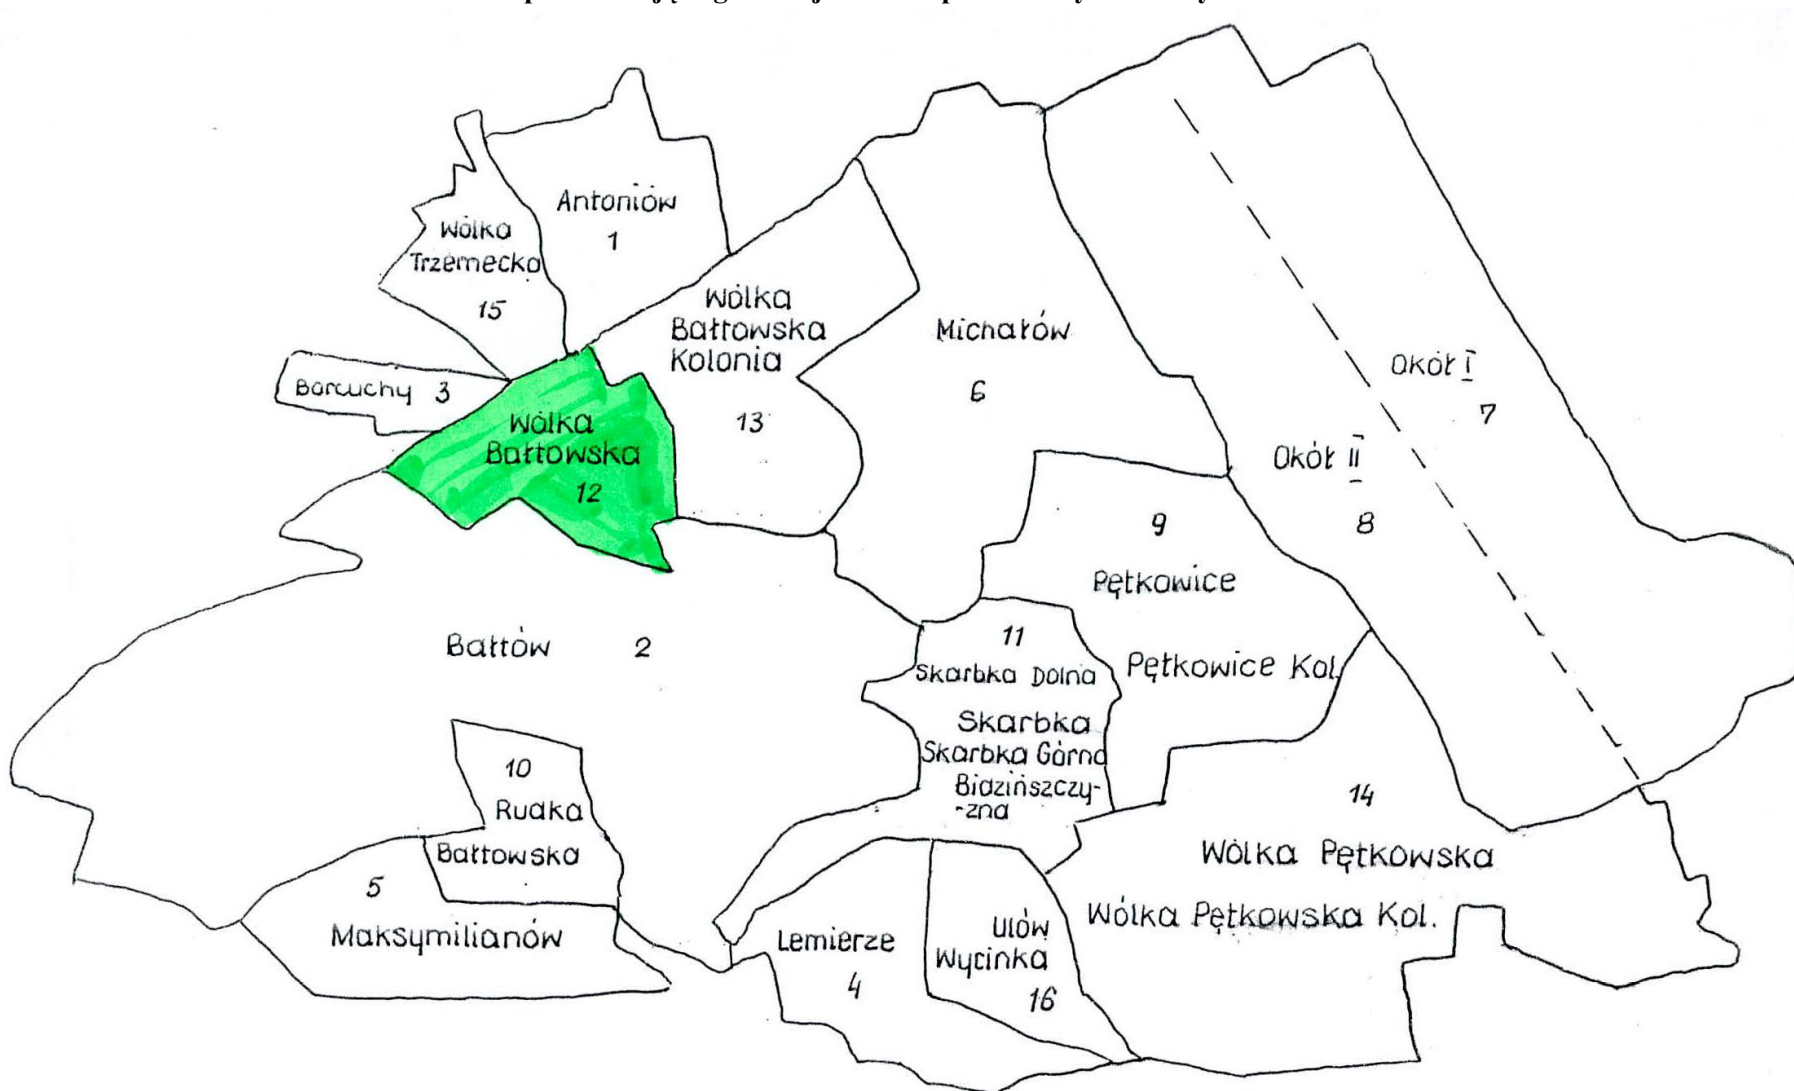 Antoniów
1
Wólka
Trzemecka
15
Borcuchy 3
Wólka
Bałtowska
12
Wólka
Bałtowska
Kolonia
13
Michałów
6
Okół I
7
Okół II
8
9
Pętkowice
Pętkowice Kol.
11
Skarbka Dolna
Skarbka
Skarbka Górna
Bidzińszczy-
-zna
Bałtów 2
10
Rudka
Bałtowska
5
Maksymilianów
Lemierze
4
Ulów
Wycinka
16
14
Wólka Pętkowska
Wólka Pętkowska Kol.